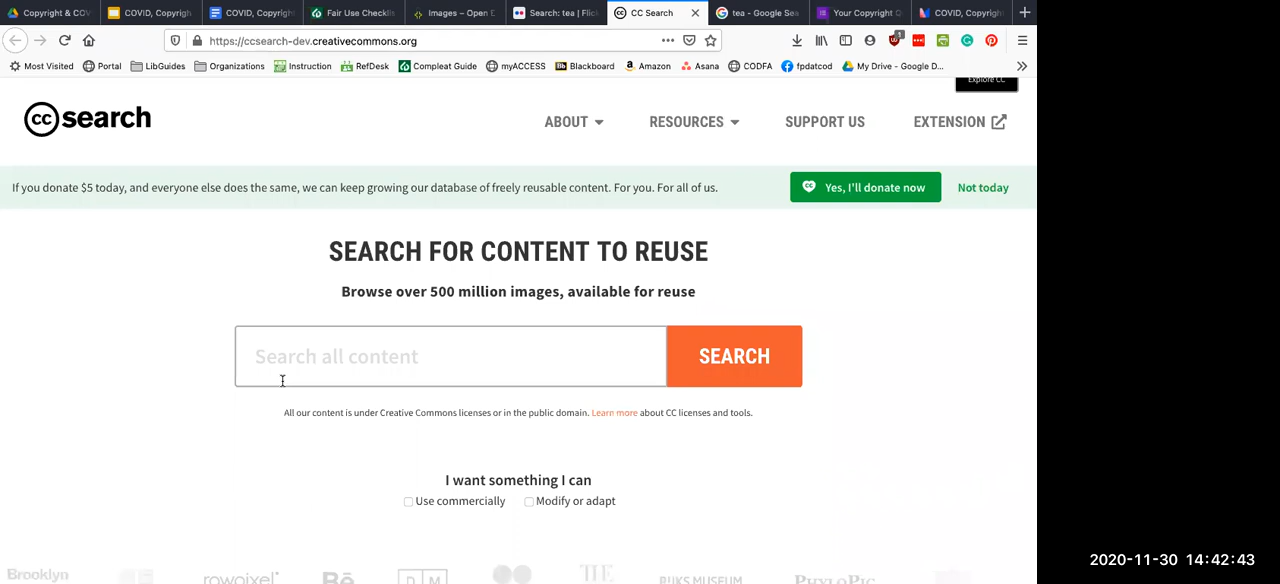 Copyright & COV
COVID, Copyrigh
COVID, Copyright
Fair Use Checklis
Images – Open E
Search: tea | Flick
CC Search
tea - Google Sea
Your Copyright Q
COVID, Copyright
https://ccsearch-dev.creativecommons.org
1
Most Visited
Portal
LibGuides
Organizations
Instruction
RefDesk
Compleat Guide
myACCESS
Bb
Blackboard
a
Amazon
Asana
CODFA
fpdatcod
My Drive - Google D...
Explore CC
cc search
ABOUT
RESOURCES
SUPPORT US
EXTENSION
If you donate $5 today, and everyone else does the same, we can keep growing our database of freely reusable content. For you. For all of us.
Yes, I'll donate now
Not today
SEARCH FOR CONTENT TO REUSE
Browse over 500 million images, available for reuse
Search all content
SEARCH
All our content is under Creative Commons licenses or in the public domain. Learn more about CC licenses and tools.
I want something I can
Use commercially
Modify or adapt
Brooklyn
rawpixel
Bē
D M
THE
RIJKS MUSEUM
PHYLOPIC
2020-11-30 14:42:43